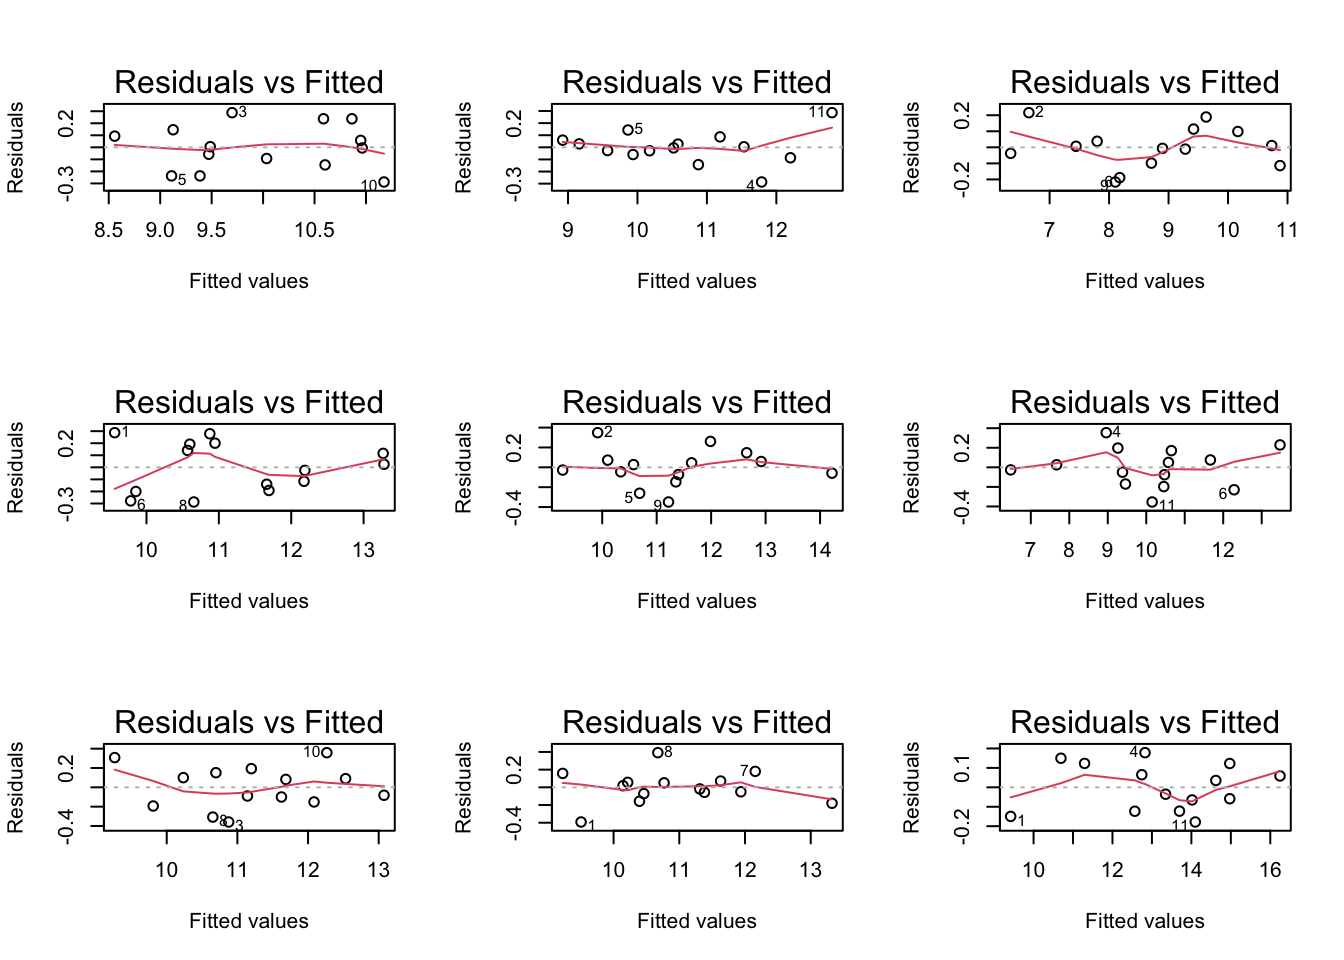 Residuals vs Fitted
Residuals
0.2
-0.3
3
5
10
8.5 9.0 9.5 10.5
Fitted values
Residuals vs Fitted
Residuals
0.2
-0.3
11
5
4
9 10 11 12
Fitted values
Residuals vs Fitted
Residuals
0.2
-0.2
2
9
7 8 9 10 11
Fitted values
Residuals vs Fitted
Residuals
0.2
-0.3
1
6
8
10 11 12 13
Fitted values
Residuals vs Fitted
Residuals
0.2
-0.4
2
5
9
10 11 12 13 14
Fitted values
Residuals vs Fitted
Residuals
0.2
-0.4
4
6
11
7 8 9 10 12
Fitted values
Residuals vs Fitted
Residuals
0.2
-0.4
10
8
3
10 11 12 13
Fitted values
Residuals vs Fitted
Residuals
0.2
-0.4
8
7
1
10 11 12 13
Fitted values
Residuals vs Fitted
Residuals
0.1
-0.2
4
1
11
10 12 14 16
Fitted values